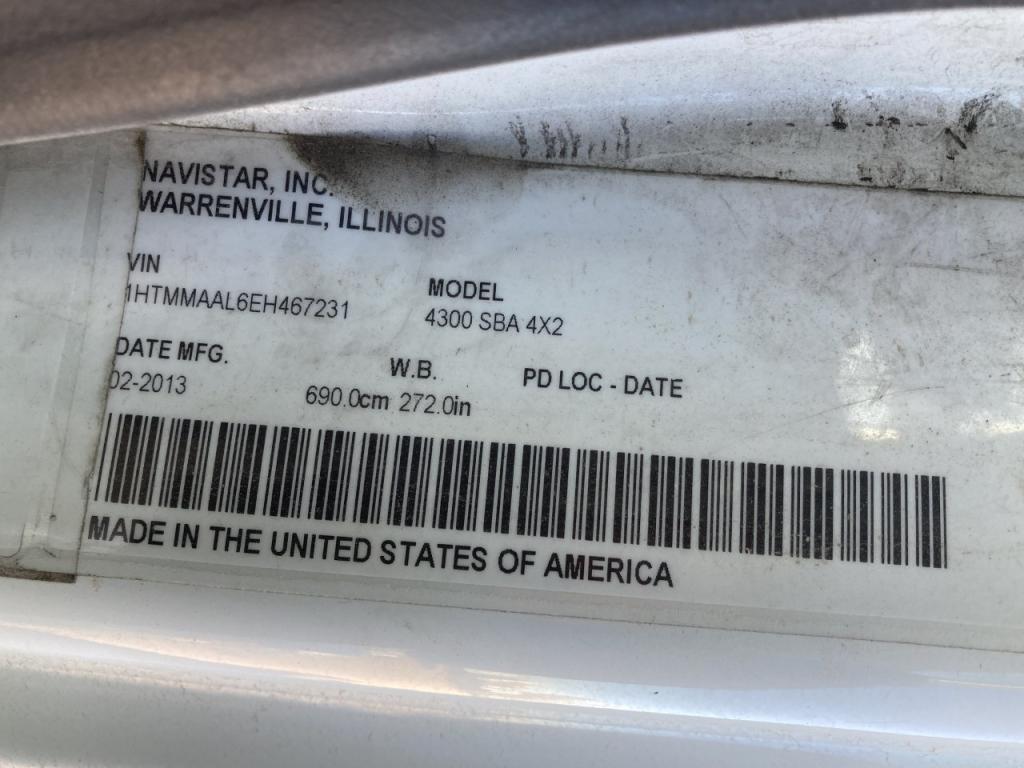 NAVISTAR, INC.
WARRENVILLE, ILLINOIS
VIN
1HTMMAAL6EH467231
MODEL
4300 SBA 4X2
DATE MFG.
02-2013
W.B.
690.0cm 272.0in
PD LOC - DATE
MADE IN THE UNITED STATES OF AMERICA